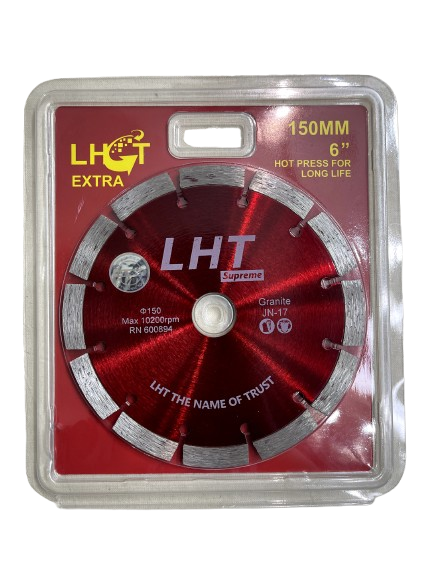 LHGT
EXTRA
150MM
6”
HOT PRESS FOR
LONG LIFE
LHT
Supreme
Φ150
Max 10200rpm
RN 600894
Granite
JN-17
LHT THE NAME OF TRUST